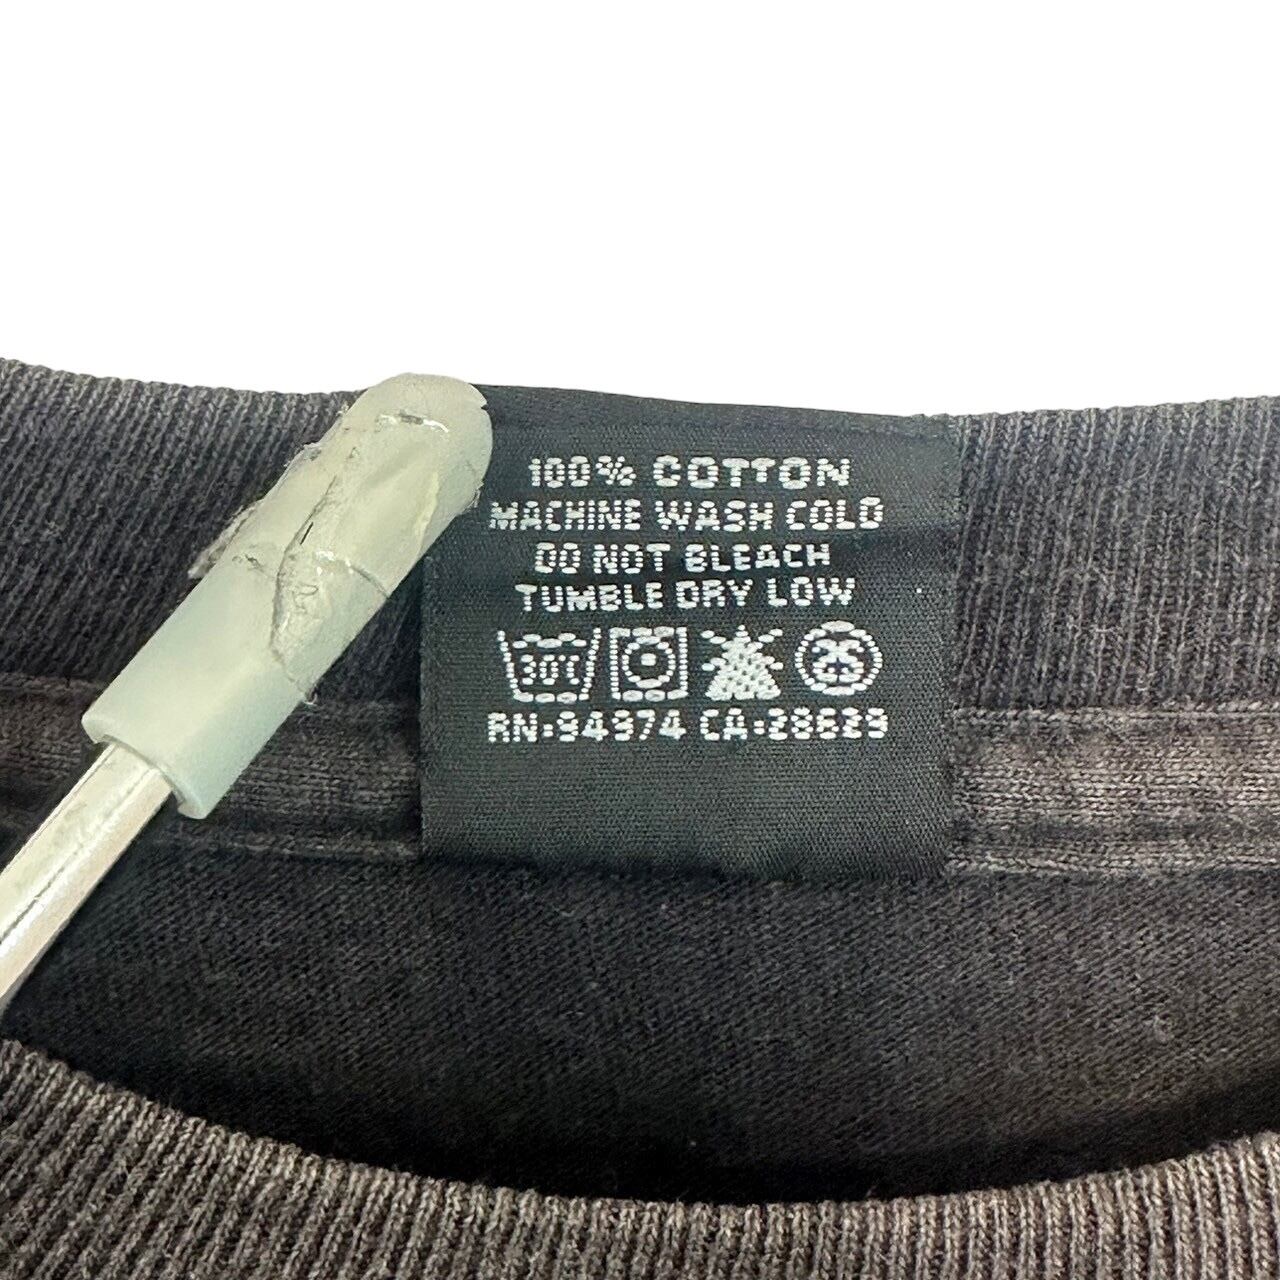 100% COTTON
MACHINE WASH COLD
DO NOT BLEACH
TUMBLE DRY LOW
30
RN:94974 CA:28629